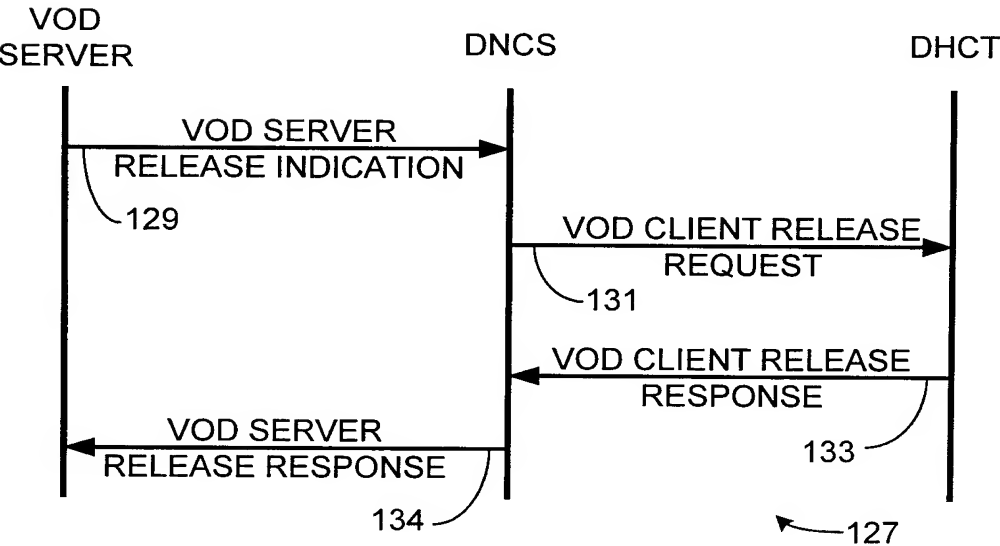 VOD
SERVER
DNCS
DHCT
VOD SERVER
RELEASE INDICATION
129
VOD CLIENT RELEASE
REQUEST
131
VOD CLIENT RELEASE
RESPONSE
133
VOD SERVER
RELEASE RESPONSE
134
127